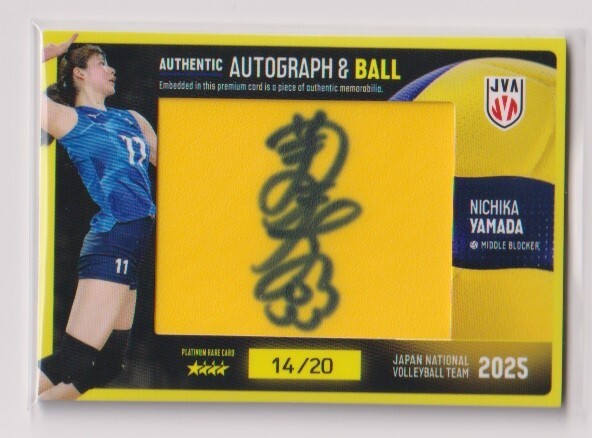 AUTHENTIC AUTOGRAPH & BALL
Embedded in this premium card is a piece of authentic memorabilia.
JVA
11
11
NICHIKA
YAMADA
MIDDLE BLOCKER
PLATINUM RARE CARD
14/20
JAPAN NATIONAL
VOLLEYBALL TEAM 2025